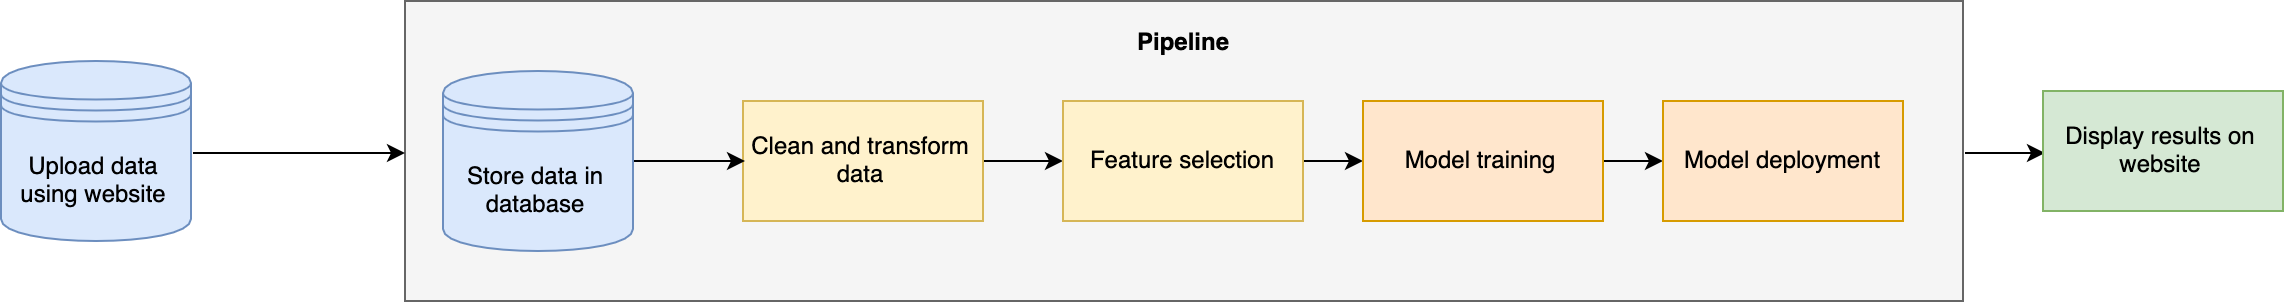 Pipeline
Upload data
using website
Store data in
database
Clean and transform
data
Feature selection
Model training
Model deployment
Display results on
website